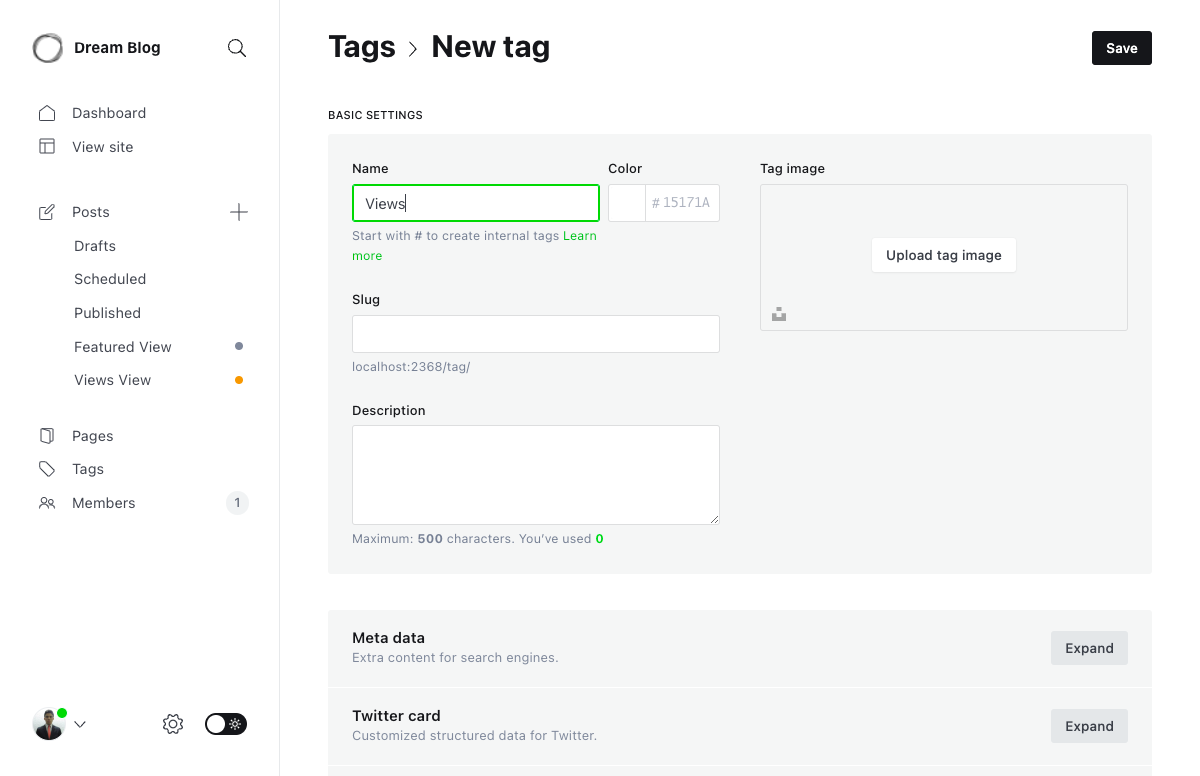 Dream Blog
Dashboard
View site
Posts
Drafts
Scheduled
Published
Featured View
Views View
Pages
Tags
Members
1
Tags › New tag
Save
BASIC SETTINGS
Name
Views
Start with # to create internal tags Learn
more
Color
# 15171A
Slug
localhost:2368/tag/
Description
Maximum: 500 characters. You've used 0
Tag image
Upload tag image
Meta data
Extra content for search engines.
Expand
Twitter card
Customized structured data for Twitter.
Expand